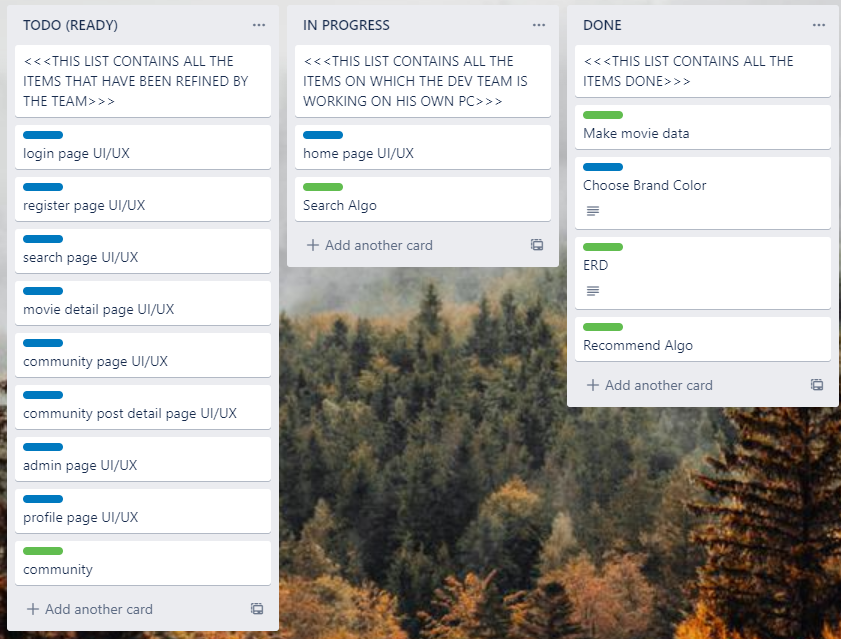 TODO (READY)
<<<THIS LIST CONTAINS ALL THE
ITEMS THAT HAVE BEEN REFINED BY
THE TEAM>>>
login page UI/UX
register page UI/UX
search page UI/UX
movie detail page UI/UX
community page UI/UX
community post detail page UI/UX
admin page UI/UX
profile page UI/UX
community
+ Add another card
IN PROGRESS
<<<THIS LIST CONTAINS ALL THE
ITEMS ON WHICH THE DEV TEAM IS
WORKING ON HIS OWN PC>>>
home page UI/UX
Search Algo
+ Add another card
DONE
<<<THIS LIST CONTAINS ALL THE
ITEMS DONE>>>
Make movie data
Choose Brand Color
ERD
Recommend Algo
+ Add another card